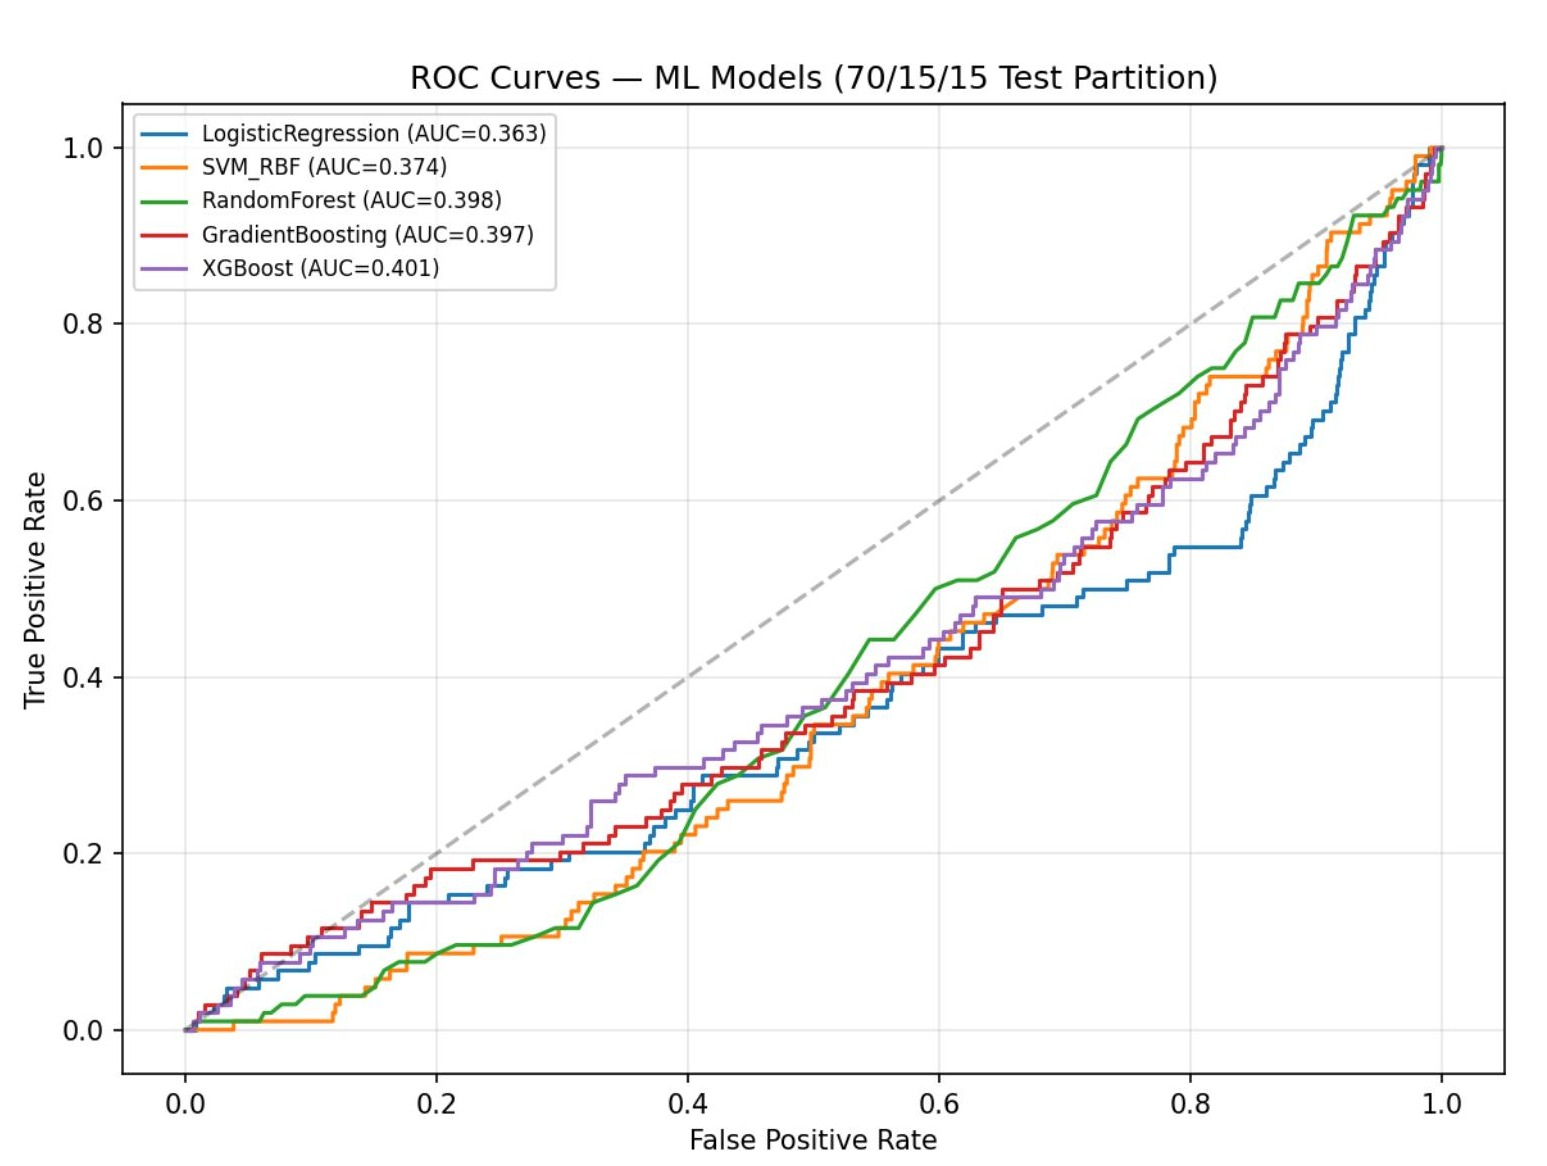 ROC Curves — ML Models (70/15/15 Test Partition)
LogisticRegression (AUC=0.363)
SVM_RBF (AUC=0.374)
RandomForest (AUC=0.398)
GradientBoosting (AUC=0.397)
XGBoost (AUC=0.401)
True Positive Rate
1.0
0.8
0.6
0.4
0.2
0.0
0.0 0.2 0.4 0.6 0.8 1.0
False Positive Rate